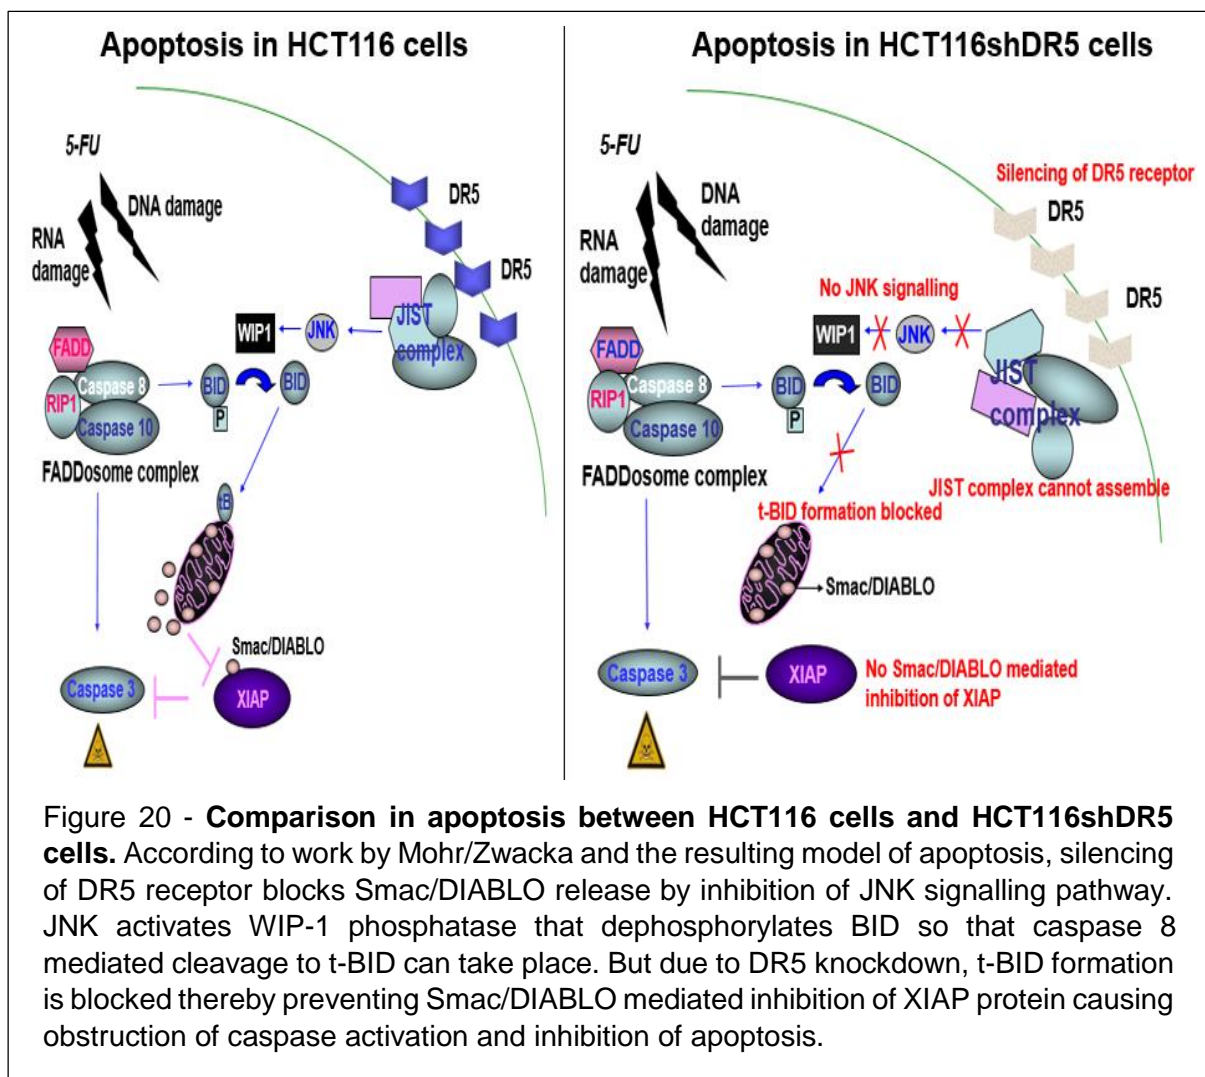 Apoptosis in HCT116 cells
5-FU
DNA damage
RNA
damage
DR5
DR5
JIST
complex
JNK
WIP1
FADD
Caspase 8
RIP1
Caspase 10
BID
P
BID
FADDosome complex
tB
Smac/DIABLO
Caspase 3
XIAP
Apoptosis in HCT116shDR5 cells
5-FU
DNA
damage
RNA
damage
Silencing of DR5 receptor
DR5
DR5
No JNK signalling
WIP1
JNK
JIST
complex
JIST complex cannot assemble
FADD
Caspase 8
RIP1
Caspase 10
BID
P
BID
FADDosome complex
t-BID formation blocked
Smac/DIABLO
Caspase 3
XIAP
No Smac/DIABLO mediated
inhibition of XIAP
Figure 20 - Comparison in apoptosis between HCT116 cells and HCT116shDR5
cells. According to work by Mohr/Zwacka and the resulting model of apoptosis, silencing
of DR5 receptor blocks Smac/DIABLO release by inhibition of JNK signalling pathway.
JNK activates WIP-1 phosphatase that dephosphorylates BID so that caspase 8
mediated cleavage to t-BID can take place. But due to DR5 knockdown, t-BID formation
is blocked thereby preventing Smac/DIABLO mediated inhibition of XIAP protein causing
obstruction of caspase activation and inhibition of apoptosis.